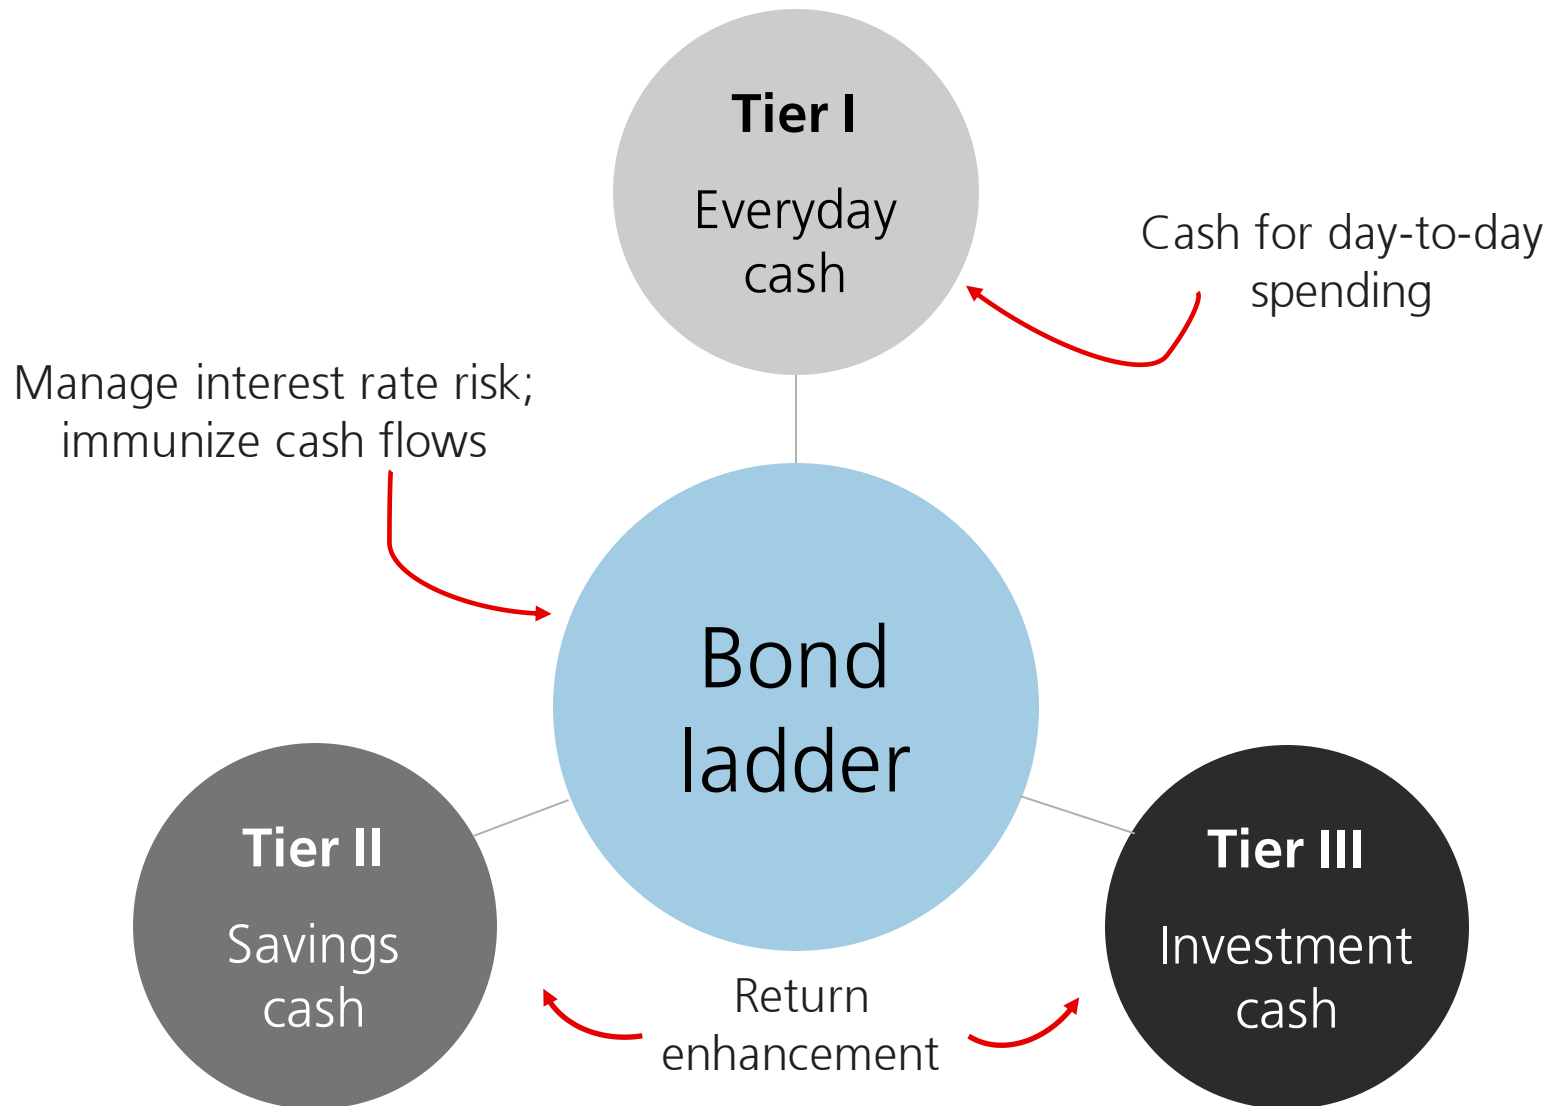 Tier I
Everyday
cash
Cash for day-to-day
spending
Manage interest rate risk;
immunize cash flows
Bond
ladder
Tier II
Savings
cash
Return
enhancement
Tier III
Investment
cash